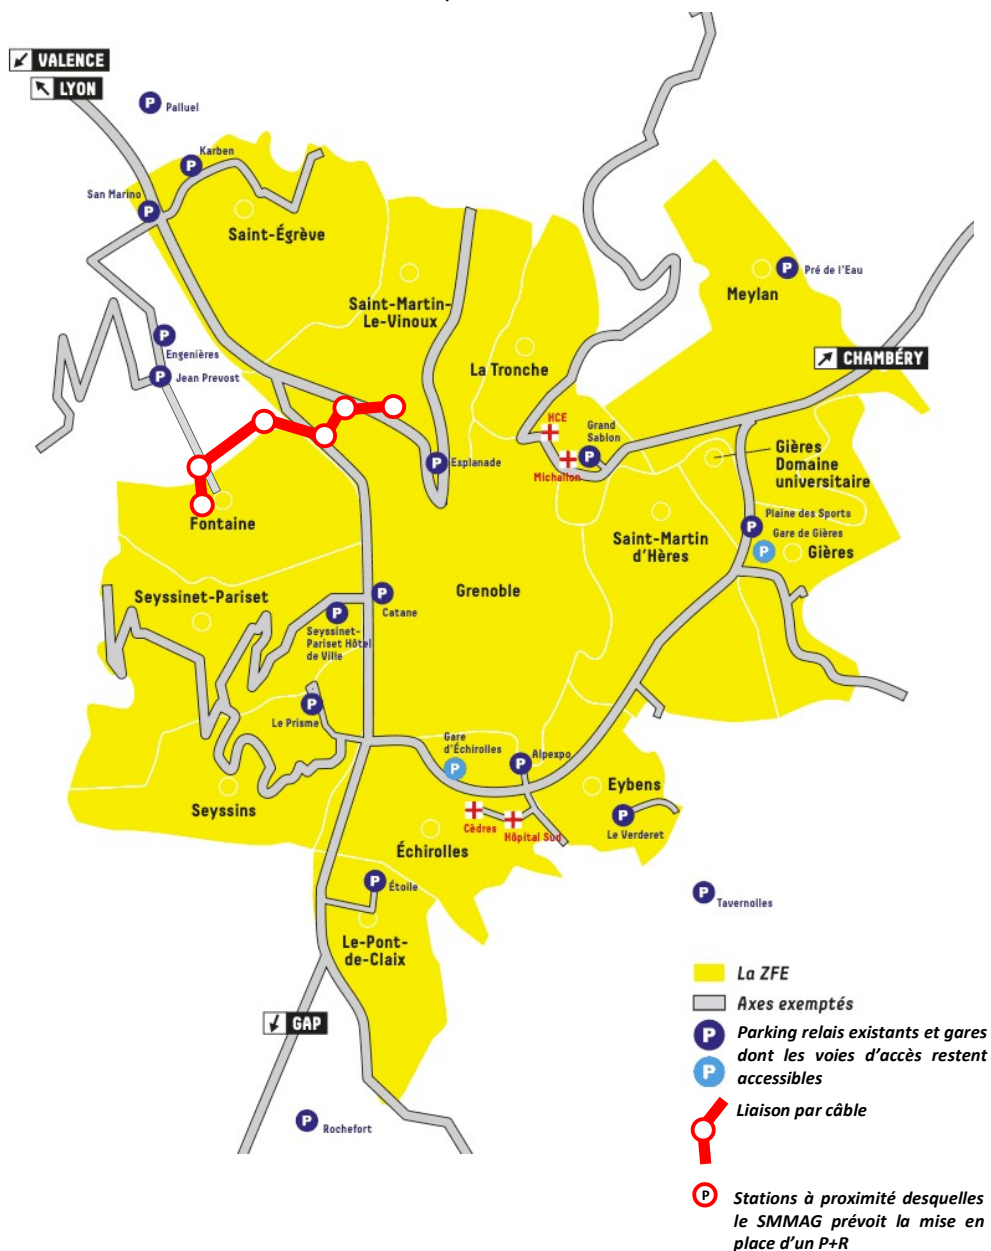 VALENCE
LYON
P Palluel
Karben
P
San Marino
P
Saint-Égrève
Saint-Martin-
Le-Vinoux
Meylan
P Pré de l'Eau
CHAMBÉRY
La Tronche
P
Engenières
P Jean Prevost
HCE
Grand
Sablon
P
Michallon
P Esplanade
Gières
Domaine
universitaire
Fontaine
Plaine des Sports
P
Gare de Gières
P
Gières
Saint-Martin
d'Hères
Grenoble
Seyssinet-Pariset
P
Catane
P
Seyssinet-
Pariset Hôtel
de Ville
P
Le Prisme
Gare
d'Échirolles
P
Alpexpo
P
Eybens
P
Le Verderet
Seyssins
Cèdres
Hôpital Sud
Échirolles
P Étoile
P Tavernolles
Le-Pont-
de-Claix
GAP
P Rochefort
La ZFE
Axes exemptés
P Parking relais existants et gares
dont les voies d'accès restent
P accessibles
Liaison par câble
P Stations à proximité desquelles
le SMMAG prévoit la mise en
place d'un P+R